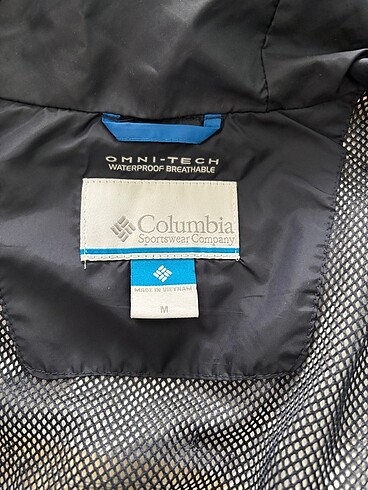 OMNI-TECH
WATERPROOF BREATHABLE
Columbia
Sportswear Company
MADE IN VIETNAM
M